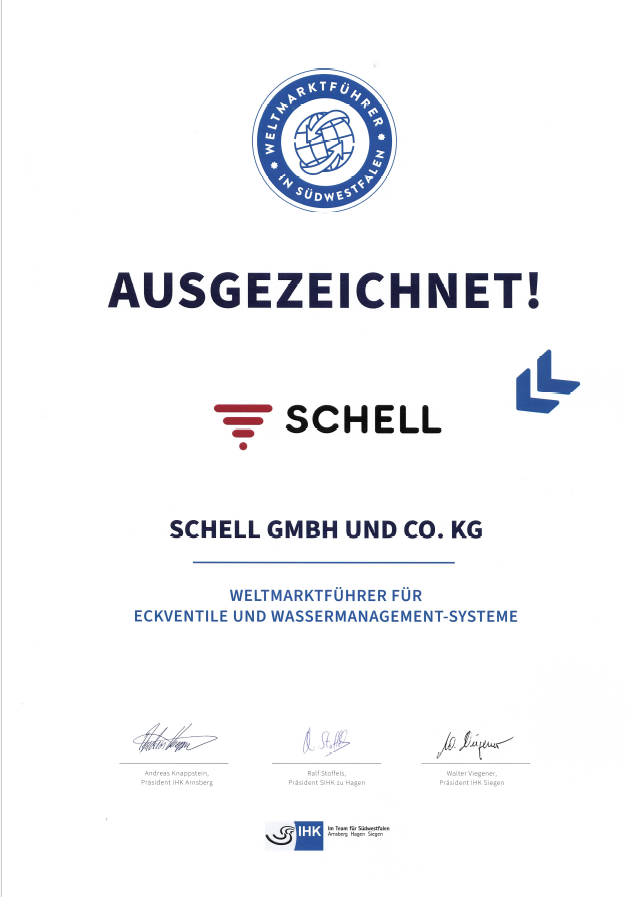 WELTMARKTFÜHRER
IN SÜDWESTFALEN
AUSGEZEICHNET!
SCHELL
SCHELL GMBH UND CO. KG
WELTMARKTFÜHRER FÜR
ECKVENTILE UND WASSERMANAGEMENT-SYSTEME
Andreas Knappstein,
Präsident IHK Arnsberg
Ralf Stoffels,
Präsident SIHK zu Hagen
Walter Viegener,
Präsident IHK Siegen
IHK
Im Team für Südwestfalen
Arnsberg Hagen Siegen